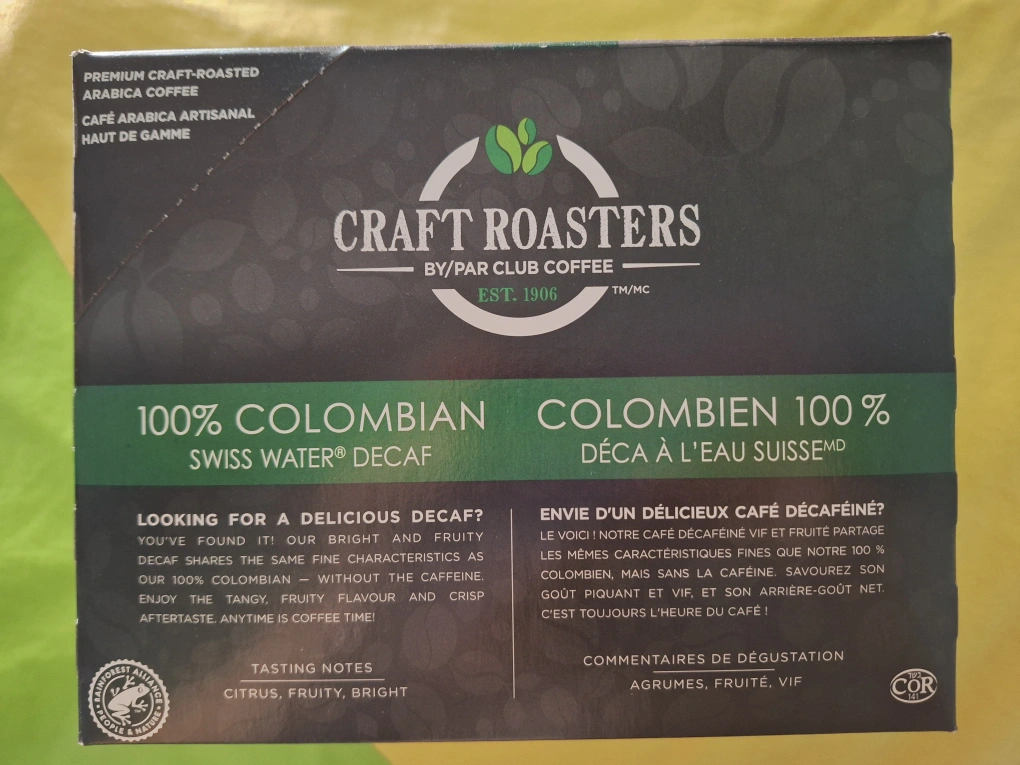 PREMIUM CRAFT-ROASTED
ARABICA COFFEE
CAFÉ ARABICA ARTISANAL
HAUT DE GAMME
CRAFT ROASTERS
BY/PAR CLUB COFFEE
EST. 1906
TM/MC
100% COLOMBIAN
SWISS WATER® DECAF
COLOMBIEN 100 %
DÉCA À L'EAU SUISSEMD
LOOKING FOR A DELICIOUS DECAF?
YOU'VE FOUND IT! OUR BRIGHT AND FRUITY
DECAF SHARES THE SAME FINE CHARACTERISTICS AS
OUR 100% COLOMBIAN — WITHOUT THE CAFFEINE.
ENJOY THE TANGY, FRUITY FLAVOUR AND CRISP
AFTERTASTE. ANYTIME IS COFFEE TIME!
TASTING NOTES
CITRUS, FRUITY, BRIGHT
ENVIE D'UN DÉLICIEUX CAFÉ DÉCAFÉINÉ?
LE VOICI ! NOTRE CAFÉ DÉCAFÉINÉ VIF ET FRUITÉ PARTAGE
LES MÊMES CARACTÉRISTIQUES FINES QUE NOTRE 100 %
COLOMBIEN, MAIS SANS LA CAFÉINE. SAVOUREZ SON
GOÛT PIQUANT ET VIF, ET SON ARRIÈRE-GOÛT NET.
C'EST TOUJOURS L'HEURE DU CAFÉ !
COMMENTAIRES DE DÉGUSTATION
AGRUMES, FRUITÉ, VIF
RAINFOREST ALLIANCE
PEOPLE & NATURE
כשר
COR
141